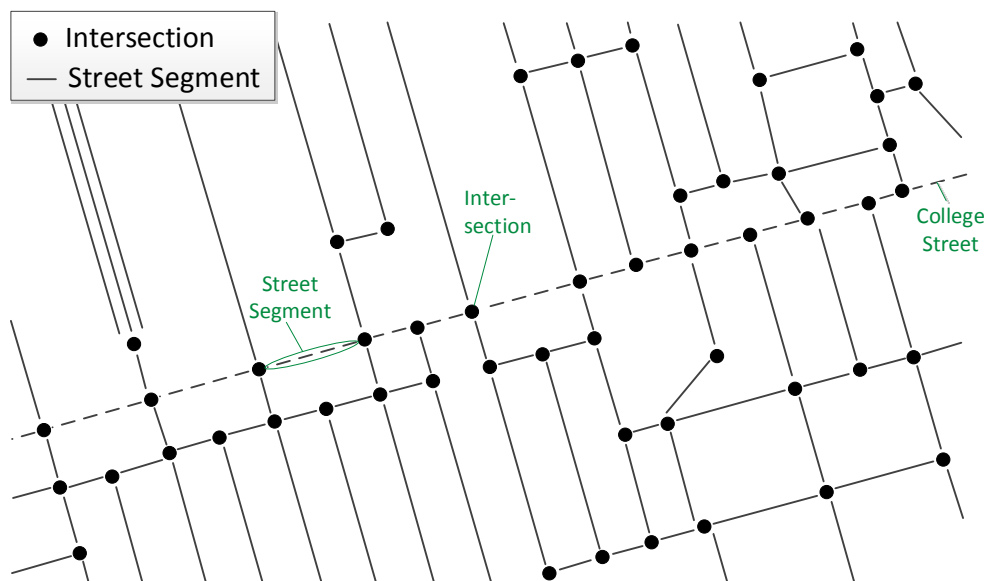 Intersection
Street Segment
Inter-
section
College
Street
Street
Segment